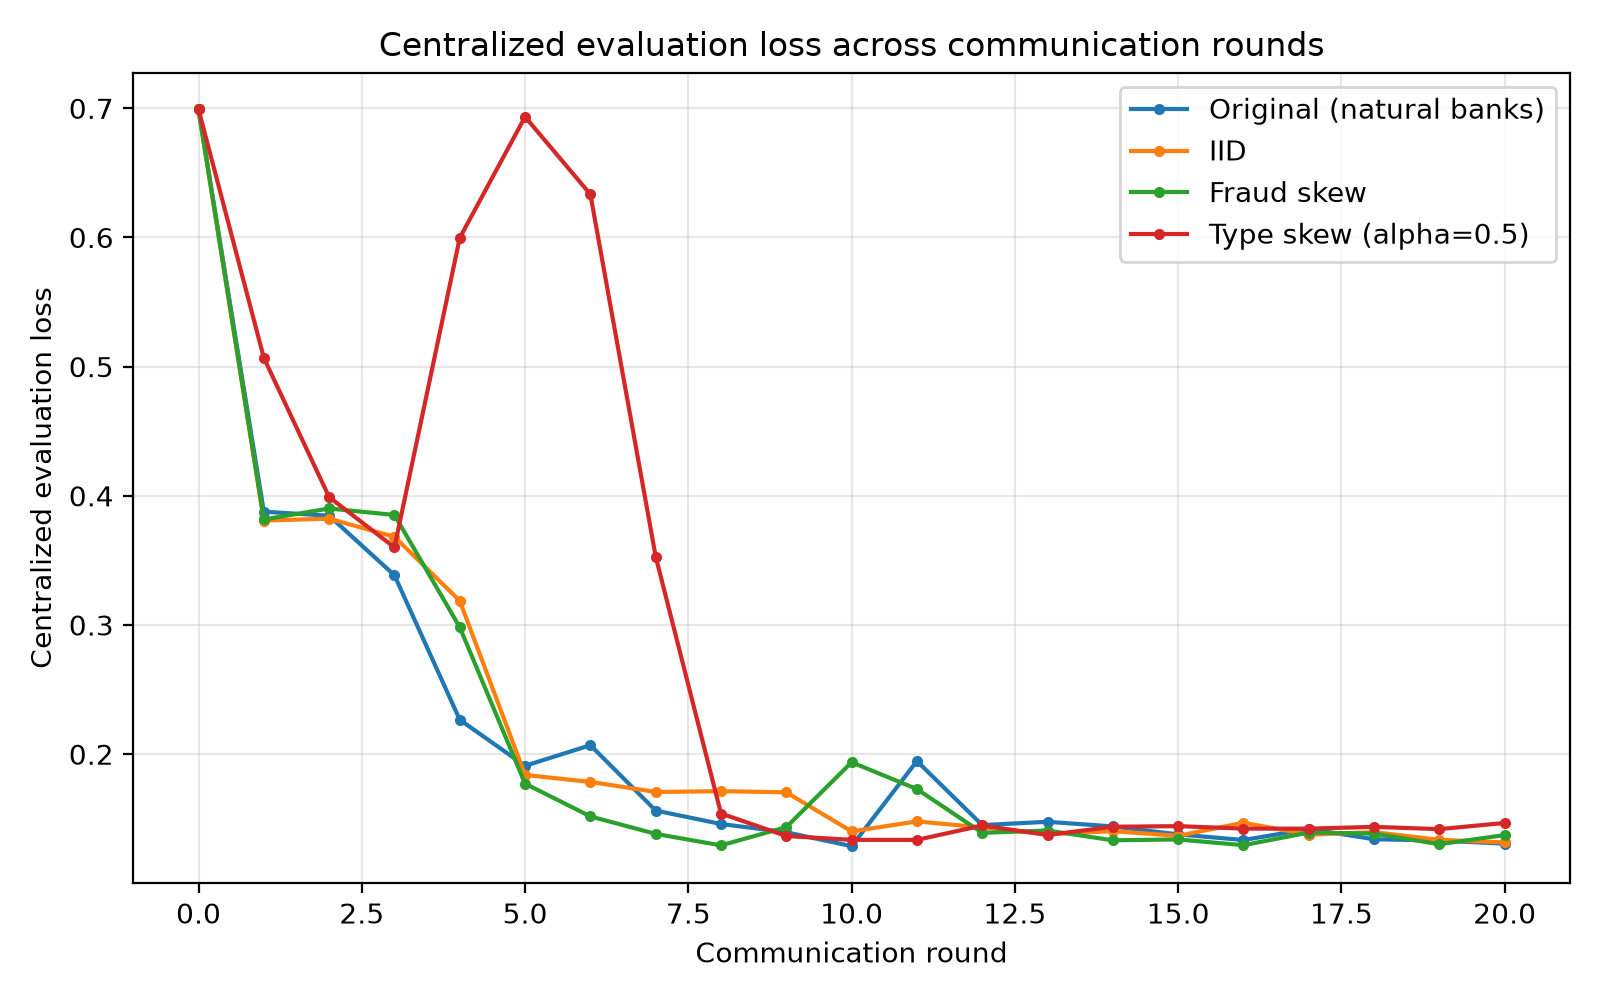 Centralized evaluation loss across communication rounds
Original (natural banks)
IID
Fraud skew
Type skew (alpha=0.5)
Centralized evaluation loss
0.7
0.6
0.5
0.4
0.3
0.2
0.0 2.5 5.0 7.5 10.0 12.5 15.0 17.5 20.0
Communication round